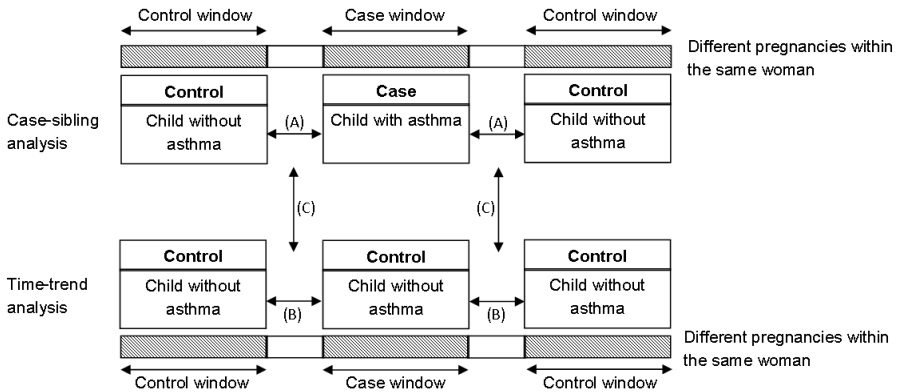 Control window
Case window
Control window
Different pregnancies within
the same woman
Case-sibling
analysis
Control
Child without
asthma
(A)
Case
Child with asthma
(A)
Control
Child without
asthma
(C)
(C)
Time-trend
analysis
Control
Child without
asthma
(B)
Control
Child without
asthma
(B)
Control
Child without
asthma
Different pregnancies within
the same woman
Control window
Case window
Control window